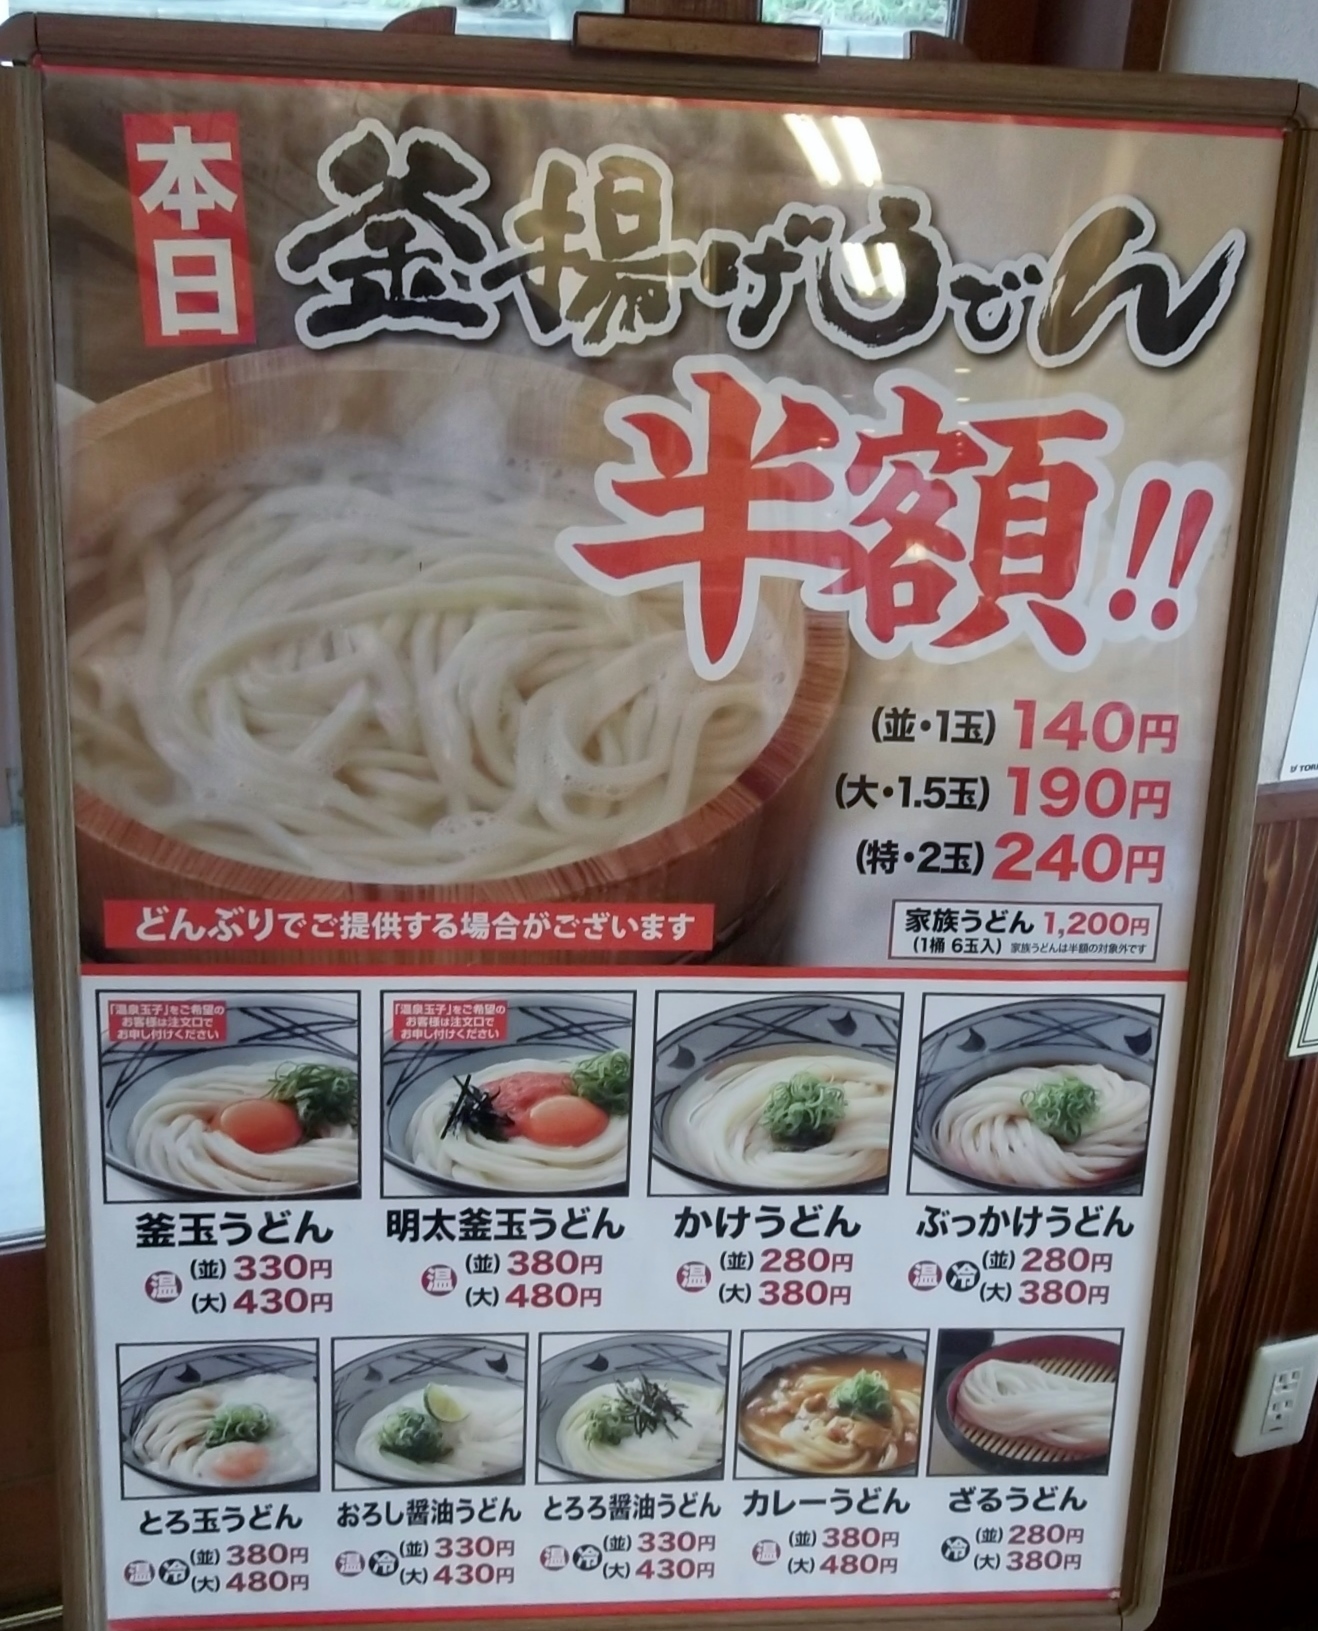 本日
釜揚げうどん
半額!!
(並・1玉) 140円
(大・1.5玉) 190円
(特・2玉) 240円
どんぶりでご提供する場合がございます
家族うどん 1,200円
(1桶 6玉入) 家族うどんは半額の対象外です
「温泉玉子」をご希望の
お客様は注文口で
お申し付けください
「温泉玉子」をご希望の
お客様は注文口で
お申し付けください
釜玉うどん
温 (並) 330円
(大) 430円
明太釜玉うどん
温 (並) 380円
(大) 480円
かけうどん
温 (並) 280円
(大) 380円
ぶっかけうどん
温 冷 (並) 280円
(大) 380円
とろ玉うどん
温 冷 (並) 380円
(大) 480円
おろし醤油うどん
温 冷 (並) 330円
(大) 430円
とろろ醤油うどん
温 冷 (並) 330円
(大) 430円
カレーうどん
温 (並) 380円
(大) 480円
ざるうどん
冷 (並) 280円
(大) 380円